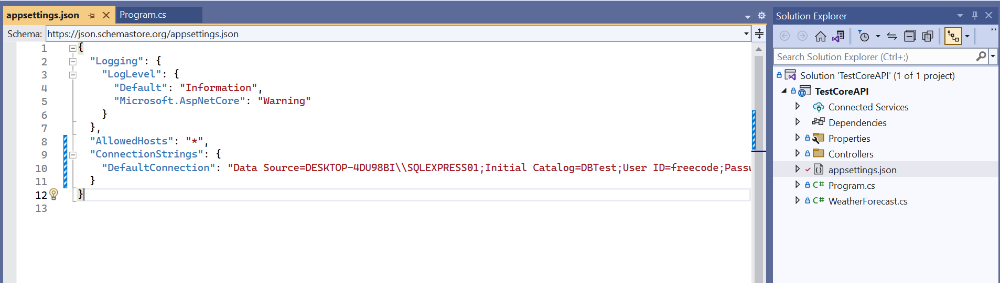 appsettings.json
Program.cs
Schema: https://json.schemastore.org/appsettings.json
1 {
2 "Logging": {
3 "LogLevel": {
4 "Default": "Information",
5 "Microsoft.AspNetCore": "Warning"
6 }
7 },
8 "AllowedHosts": "*",
9 "ConnectionStrings": {
10 "DefaultConnection": "Data Source=DESKTOP-4DU98BI\\SQLEXPRESS01;Initial Catalog=DBTest;User ID=freecode;Passw
11 }
12 }
13
Solution Explorer
Search Solution Explorer (Ctrl+;)
Solution 'TestCoreAPI' (1 of 1 project)
TestCoreAPI
Connected Services
Dependencies
Properties
Controllers
appsettings.json
C# Program.cs
C# WeatherForecast.cs